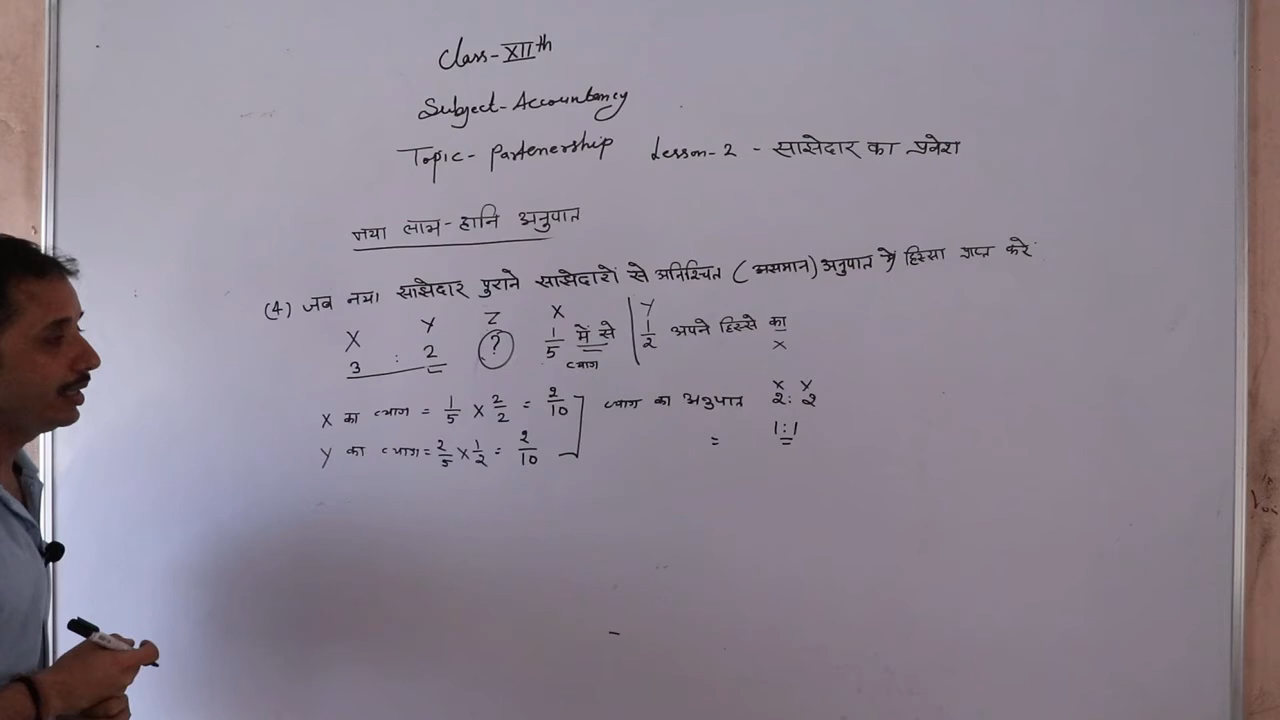 Class-XIIth
Subject-Accountancy
Topic- Partenership Lesson-2 - साझेदार का प्रवेश
नया लाभ-हानि अनुपात
(4) जब नया साझेदार पुराने साझेदारो से अनिश्चित (असमान) अनुपात मे हिस्सा प्राप्त करे
X Y Z X Y
3 : 2 ? 1/5 में से 1/2 अपने हिस्से का
त्याग X
X का त्याग = 1/5 X 2/2 = 2/10 त्याग का अनुपात X Y 2:2
Y का त्याग = 2/5 X 1/2 = 2/10 = 1:1